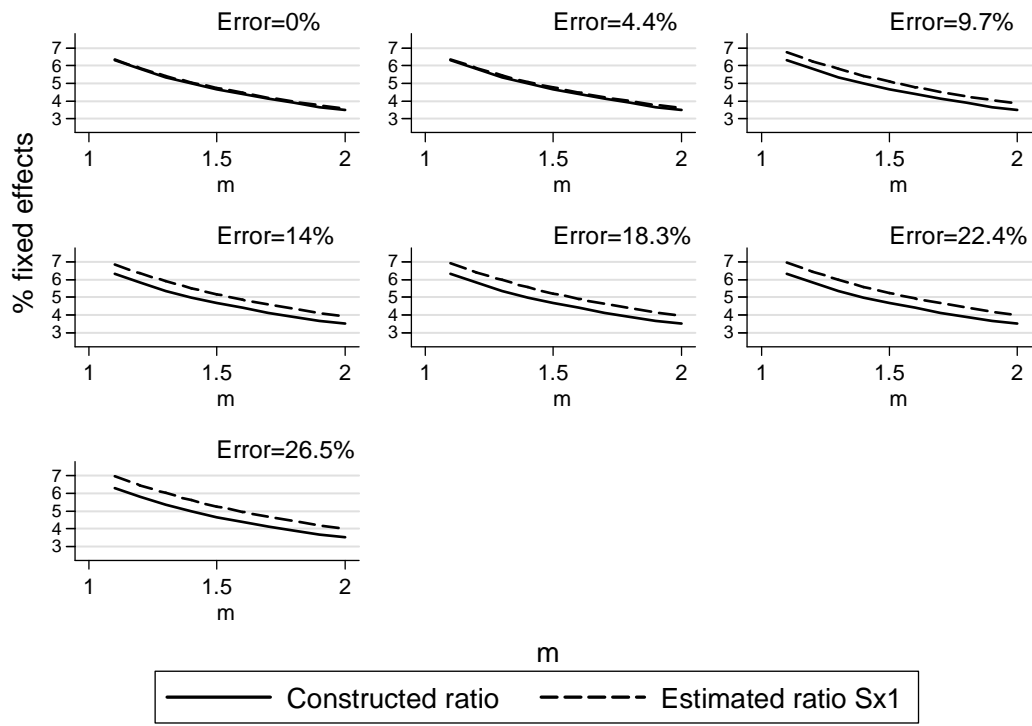 Error=0% Error=4.4% Error=9.7%
7 7 7
6 6 6
5 5 5
4 4 4
3 3 3
1 1.5 2 1 1.5 2 1 1.5 2
m m m
% fixed effects
Error=14% Error=18.3% Error=22.4%
7 7 7
6 6 6
5 5 5
4 4 4
3 3 3
1 1.5 2 1 1.5 2 1 1.5 2
m m m
Error=26.5%
7
6
5
4
3
1 1.5 2
m
m
Constructed ratio Estimated ratio Sx1